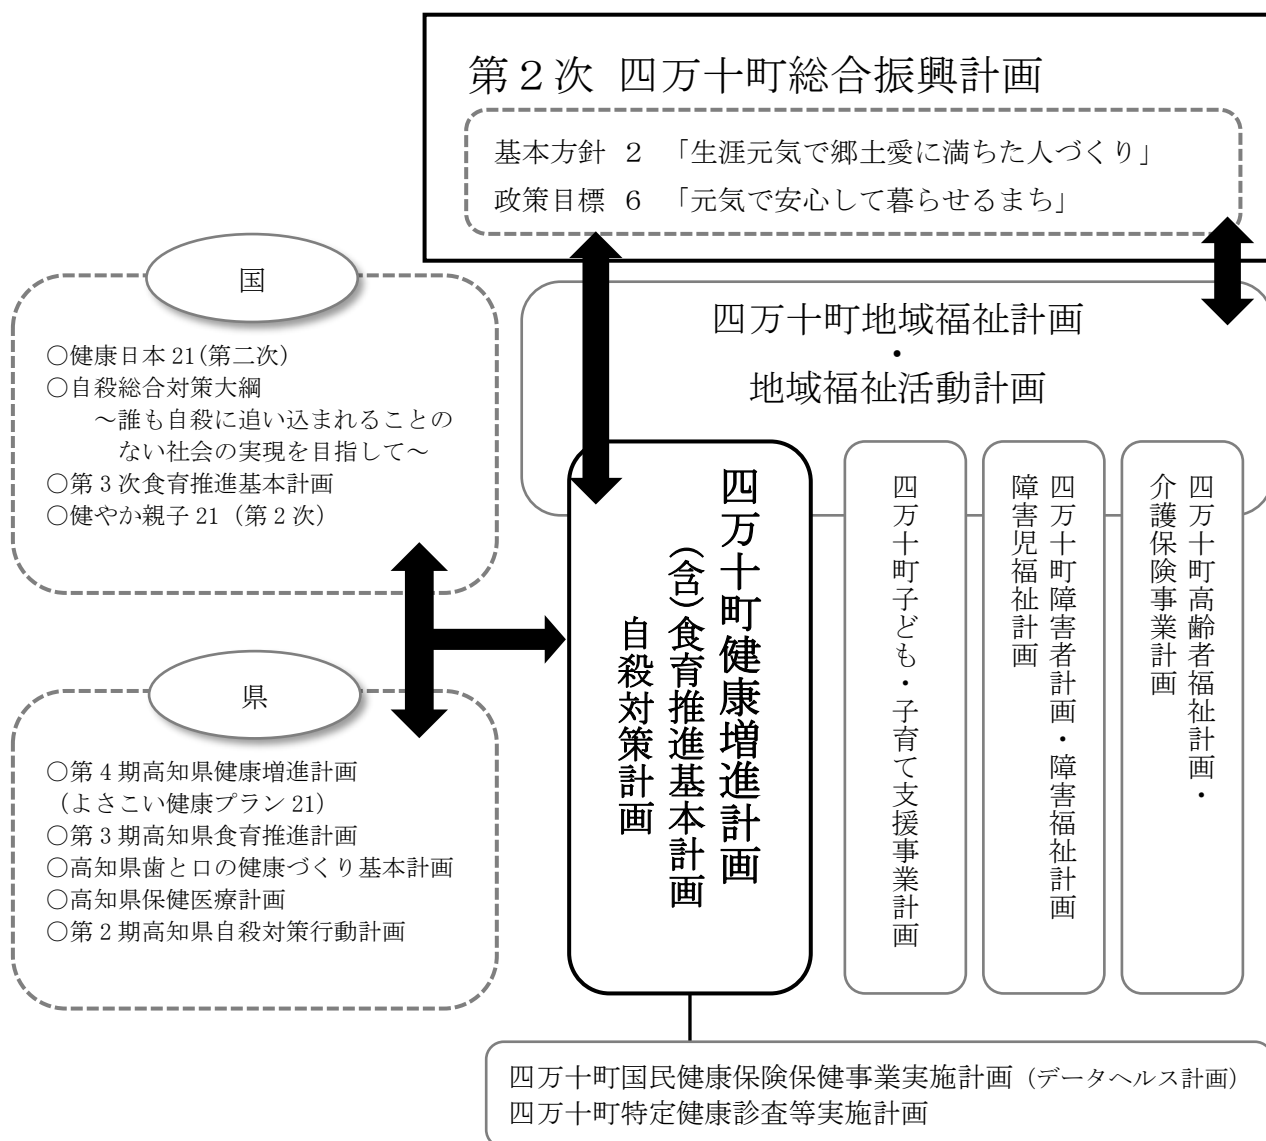 第２次 四万十町総合振興計画
基本方針 2 「生涯元気で郷土愛に満ちた人づくり」
政策目標 6 「元気で安心して暮らせるまち」
国
○健康日本 21(第二次)
○自殺総合対策大綱
～誰も自殺に追い込まれることの
ない社会の実現を目指して～
○第３次食育推進基本計画
○健やか親子 21（第２次）
県
○第４期高知県健康増進計画
（よさこい健康プラン 21）
○第３期高知県食育推進計画
○高知県歯と口の健康づくり基本計画
○高知県保健医療計画
○第２期高知県自殺対策行動計画
四万十町地域福祉計画
・
地域福祉活動計画
四万十町健康増進計画
（含）食育推進基本計画
自殺対策計画
四万十町子ども・子育て支援事業計画
四万十町障害者計画・障害福祉計画
障害児福祉計画
四万十町高齢者福祉計画・
介護保険事業計画
四万十町国民健康保険保健事業実施計画（データヘルス計画）
四万十町特定健康診査等実施計画